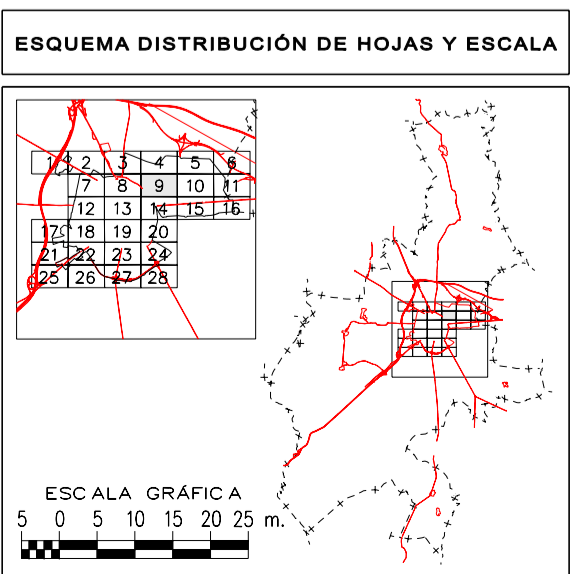 ESQUEMA DISTRIBUCIÓN DE HOJAS Y ESCALA
1 2 3 4 5 6
7 8 9 10 11
12 13 14 15 16
17 18 19 20
21 22 23 24
25 26 27 28
ESCALA GRÁFICA
5 0 5 10 15 20 25 m.